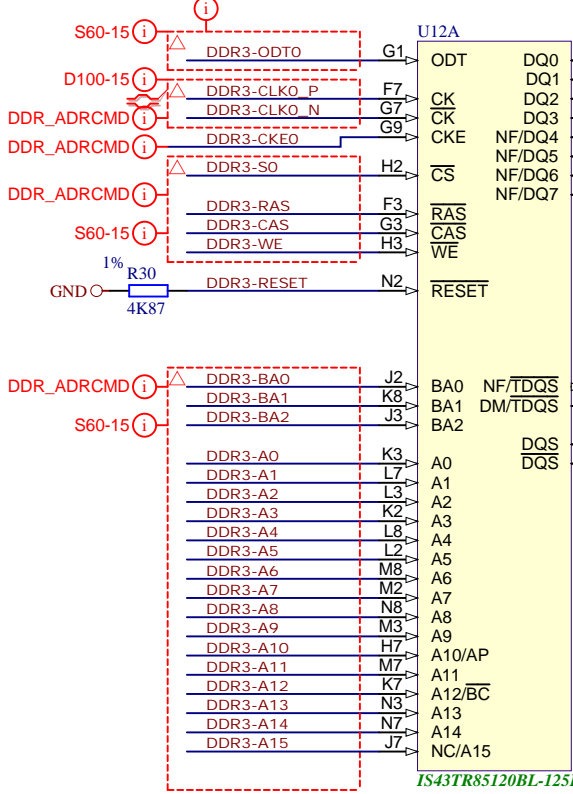 i
S60-15 i U12A
DDR3-ODT0 G1 ODT DQ0
D100-15 i DQ1
DDR3-CLK0_P F7 CK DQ2
DDR_ADRCMD i DDR3-CLK0_N G7 CK DQ3
DDR_ADRCMD i DDR3-CKE0 G9 CKE NF/DQ4
NF/DQ5
DDR3-S0 H2 CS NF/DQ6
DDR_ADRCMD i NF/DQ7
DDR3-RAS F3 RAS
S60-15 i DDR3-CAS G3 CAS
DDR3-WE H3 WE
1%
R30
GND DDR3-RESET N2 RESET
4K87
DDR_ADRCMD i DDR3-BA0 J2 BA0 NF/TDQS
DDR3-BA1 K8 BA1 DM/TDQS
S60-15 i DDR3-BA2 J3 BA2
DQS
DDR3-A0 K3 A0 DQS
DDR3-A1 L7 A1
DDR3-A2 L3 A2
DDR3-A3 K2 A3
DDR3-A4 L8 A4
DDR3-A5 L2 A5
DDR3-A6 M8 A6
DDR3-A7 M2 A7
DDR3-A8 N8 A8
DDR3-A9 M3 A9
DDR3-A10 H7 A10/AP
DDR3-A11 M7 A11
DDR3-A12 K7 A12/BC
DDR3-A13 N3 A13
DDR3-A14 N7 A14
DDR3-A15 J7 NC/A15